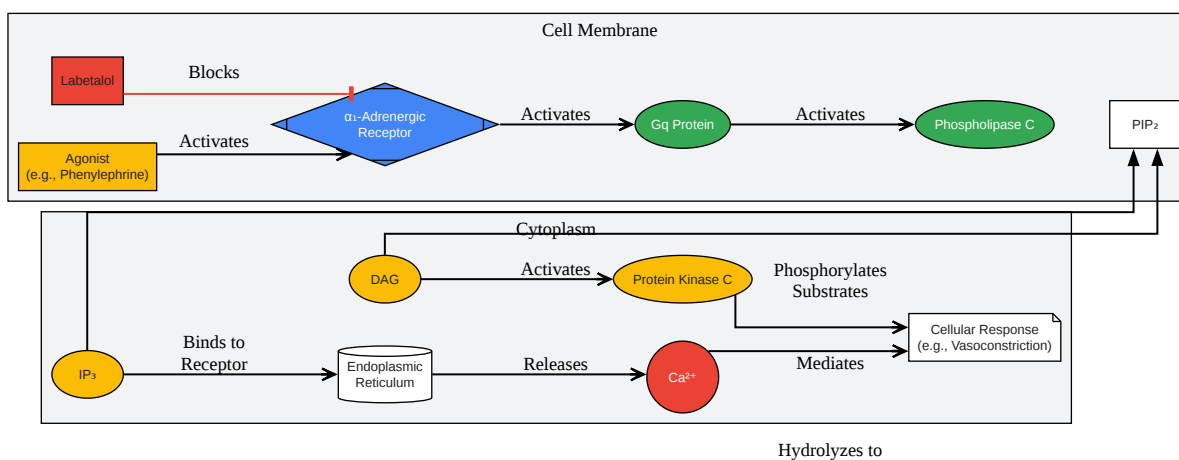 Cell Membrane
Labetalol
Blocks
α₁-Adrenergic
Receptor
Activates
Gq Protein
Activates
Phospholipase C
PIP₂
Agonist
(e.g., Phenylephrine)
Activates
Cytoplasm
DAG
Activates
Protein Kinase C
Phosphorylates
Substrates
Cellular Response
(e.g., Vasoconstriction)
IP₃
Binds to
Receptor
Endoplasmic
Reticulum
Releases
Ca²⁺
Mediates
Hydrolyzes to